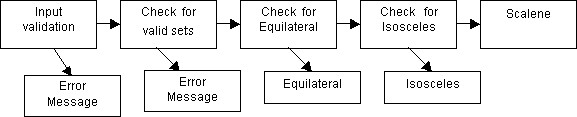 Input
validation
Check for
valid sets
Check for
Equilateral
Check for
Isosceles
Scalene
Error
Message
Error
Message
Equilateral
Isosceles